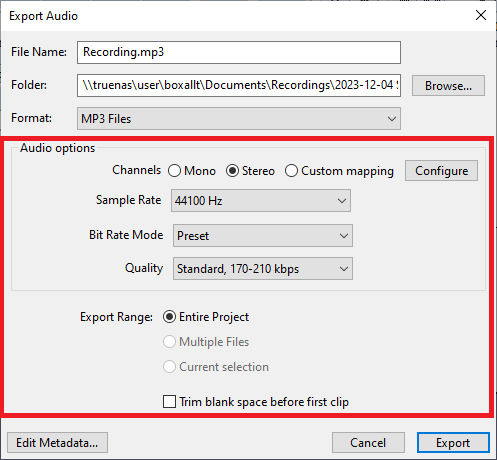 Export Audio
File Name: Recording.mp3
Folder: \\truenas\user\boxallt\Documents\Recordings\2023-12-04 Browse...
Format: MP3 Files
Audio options
Channels Mono Stereo Custom mapping Configure
Sample Rate 44100 Hz
Bit Rate Mode Preset
Quality Standard, 170-210 kbps
Export Range: Entire Project
Multiple Files
Current selection
Trim blank space before first clip
Edit Metadata... Cancel Export